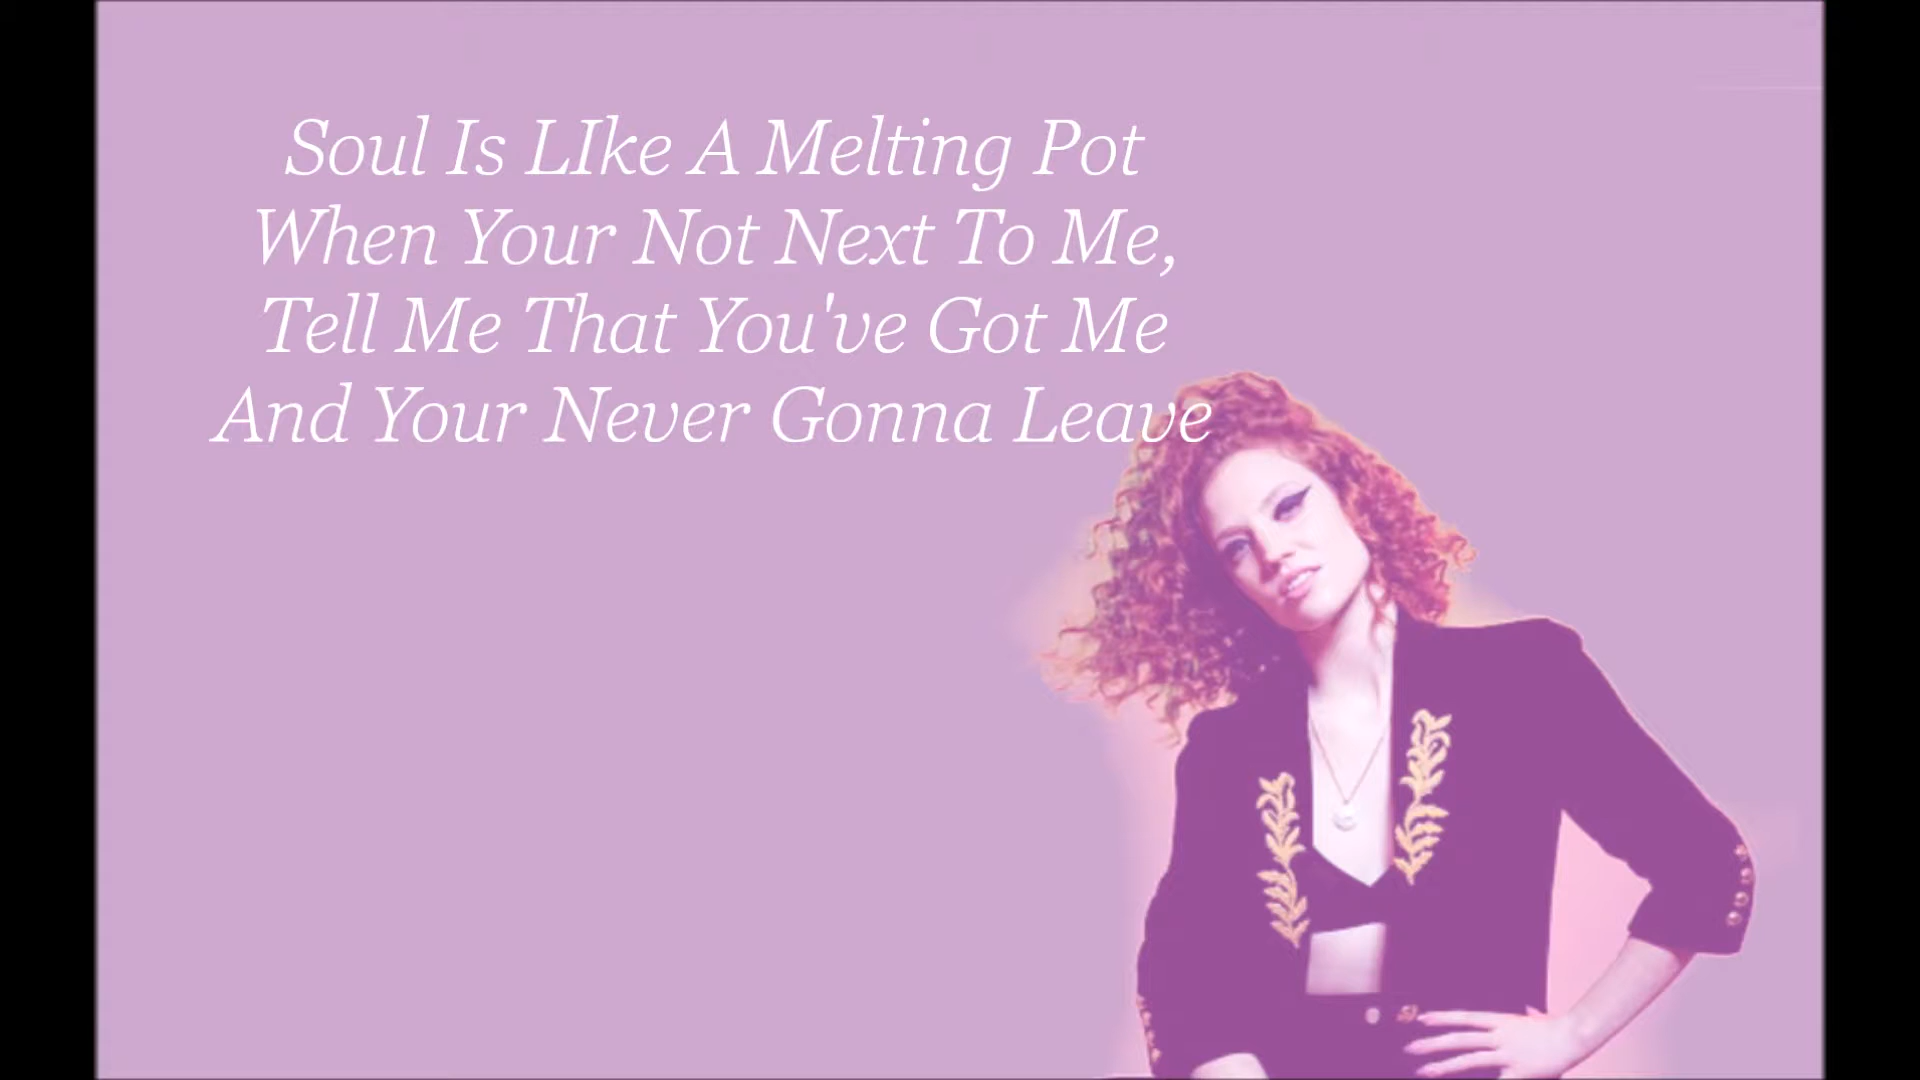 Soul Is LIke A Melting Pot
When Your Not Next To Me,
Tell Me That You've Got Me
And Your Never Gonna Leave